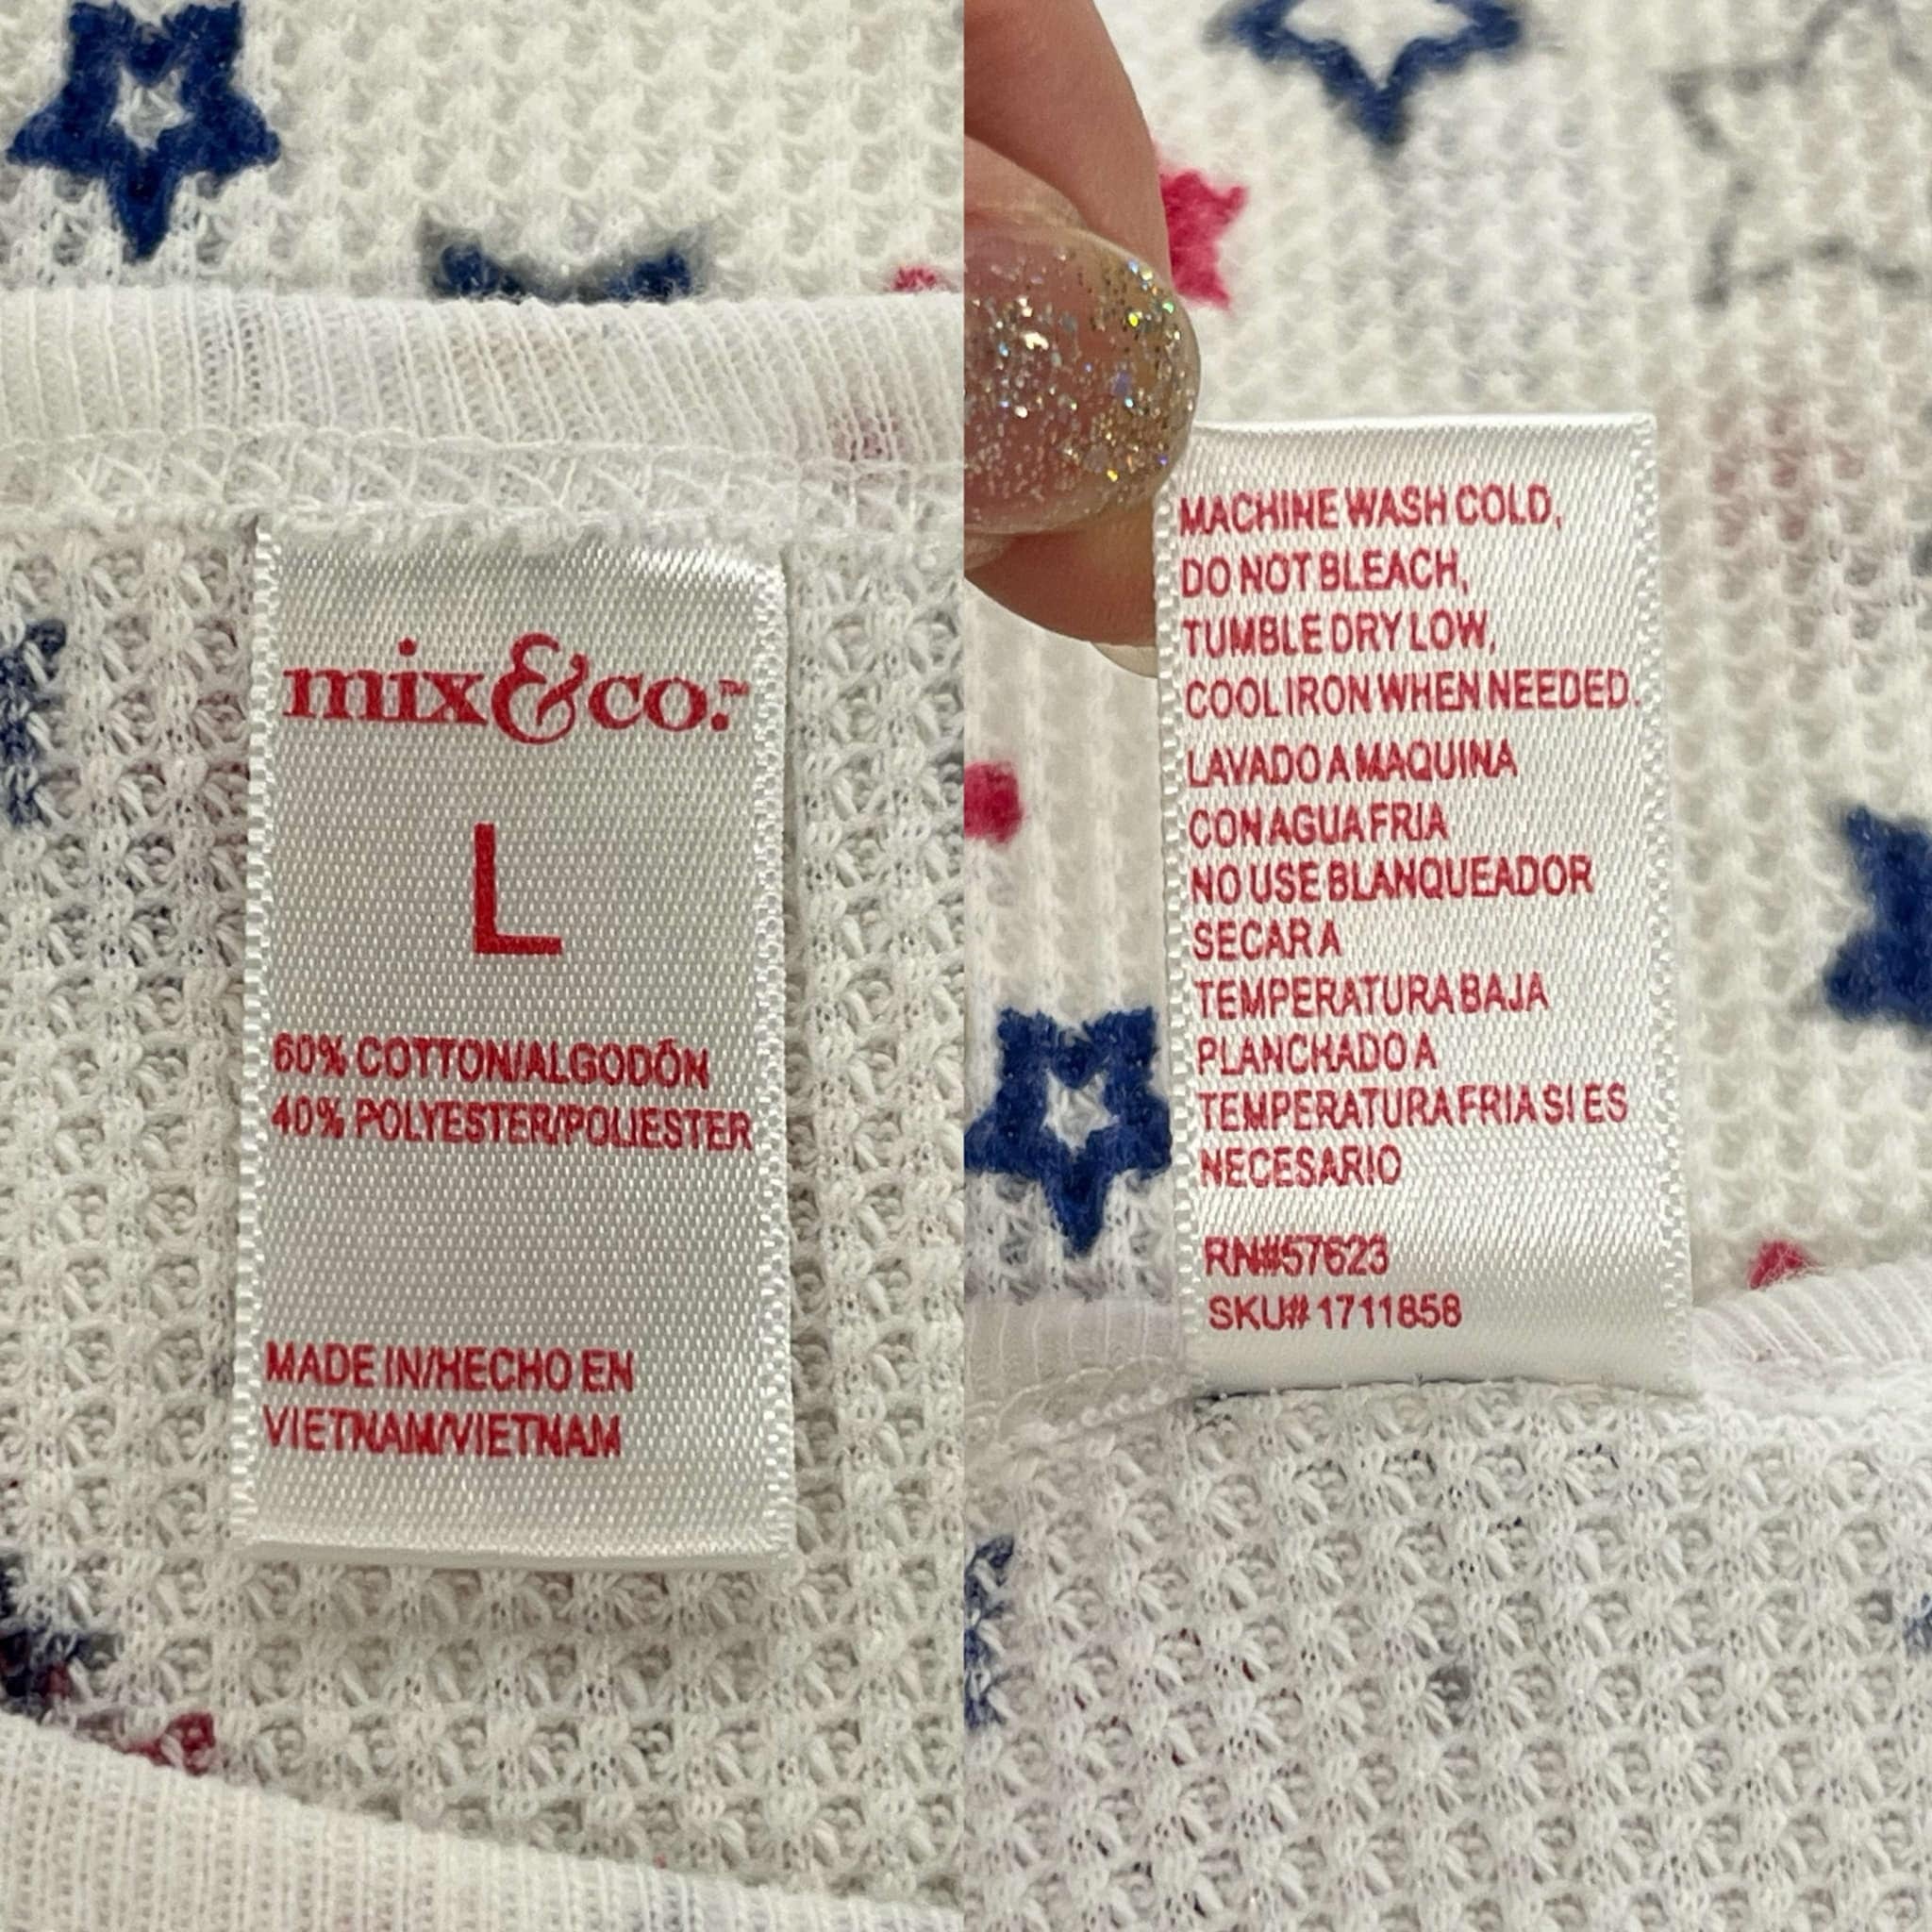 mix&co.™
L
60% COTTON/ALGODÓN
40% POLYESTER/POLIESTER
MADE IN/HECHO EN
VIETNAM/VIETNAM
MACHINE WASH COLD,
DO NOT BLEACH,
TUMBLE DRY LOW,
COOL IRON WHEN NEEDED.
LAVADO A MAQUINA
CON AGUA FRIA
NO USE BLANQUEADOR
SECAR A
TEMPERATURA BAJA
PLANCHADO A
TEMPERATURA FRIA SI ES
NECESARIO
RN#57623
SKU# 1711858